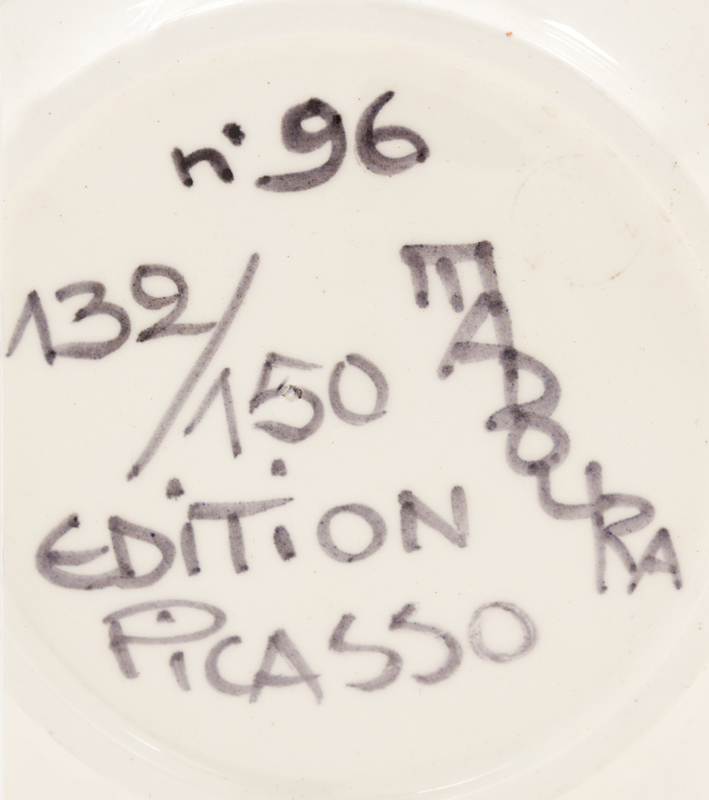 n° 96
132/150
EDiTiON
PiCASSO
MADOURA